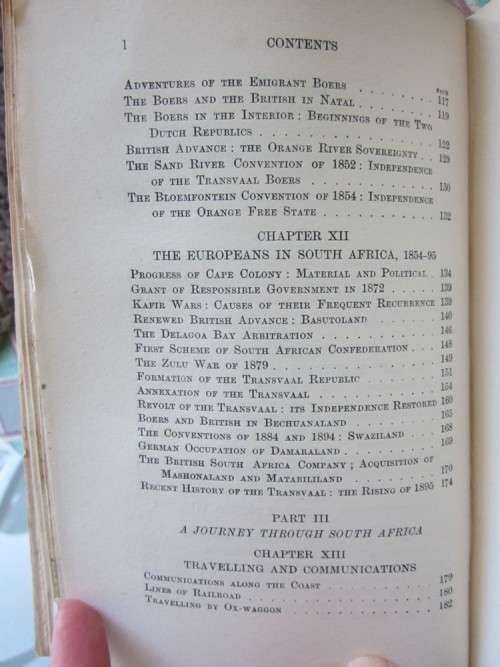 1 CONTENTS
PAGE
ADVENTURES OF THE EMIGRANT BOERS . . . . . . . 117
THE BOERS AND THE BRITISH IN NATAL . . . . . . . 119
THE BOERS IN THE INTERIOR : BEGINNINGS OF THE TWO
DUTCH REPUBLICS . . . . . . . . . . . . . 122
BRITISH ADVANCE : THE ORANGE RIVER SOVEREIGNTY . . 129
THE SAND RIVER CONVENTION OF 1852 : INDEPENDENCE
OF THE TRANSVAAL BOERS . . . . . . . . . . 130
THE BLOEMFONTEIN CONVENTION OF 1854 : INDEPENDENCE
OF THE ORANGE FREE STATE . . . . . . . . . . 132
CHAPTER XII
THE EUROPEANS IN SOUTH AFRICA, 1854–95
PROGRESS OF CAPE COLONY : MATERIAL AND POLITICAL . 134
GRANT OF RESPONSIBLE GOVERNMENT IN 1872 . . . . . 139
KAFIR WARS : CAUSES OF THEIR FREQUENT RECURRENCE 139
RENEWED BRITISH ADVANCE : BASUTOLAND . . . . . . 140
THE DELAGOA BAY ARBITRATION . . . . . . . . . . 146
FIRST SCHEME OF SOUTH AFRICAN CONFEDERATION . . . 148
THE ZULU WAR OF 1879 . . . . . . . . . . . . . . 149
FORMATION OF THE TRANSVAAL REPUBLIC . . . . . . 151
ANNEXATION OF THE TRANSVAAL . . . . . . . . . . 154
REVOLT OF THE TRANSVAAL : ITS INDEPENDENCE RESTORED 160
BOERS AND BRITISH IN BECHUANALAND . . . . . . . 165
THE CONVENTIONS OF 1884 AND 1894 : SWAZILAND . . . 168
GERMAN OCCUPATION OF DAMARALAND . . . . . . . . 169
THE BRITISH SOUTH AFRICA COMPANY ; ACQUISITION OF
MASHONALAND AND MATABILILAND . . . . . . . 170
RECENT HISTORY OF THE TRANSVAAL : THE RISING OF 1895 174
PART III
A JOURNEY THROUGH SOUTH AFRICA
CHAPTER XIII
TRAVELLING AND COMMUNICATIONS
COMMUNICATIONS ALONG THE COAST . . . . . . . . . 179
LINES OF RAILROAD . . . . . . . . . . . . . . . 180
TRAVELLING BY OX-WAGGON . . . . . . . . . . . . 182